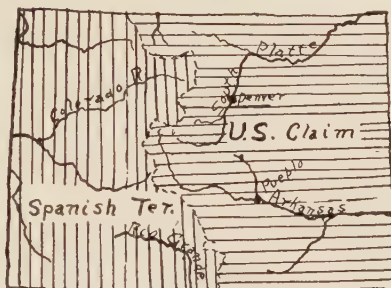 Platte
South
Colorado R.
Denver
U.S. Claim
Pueblo
Arkansas
Spanish Ter.
Rio Grande